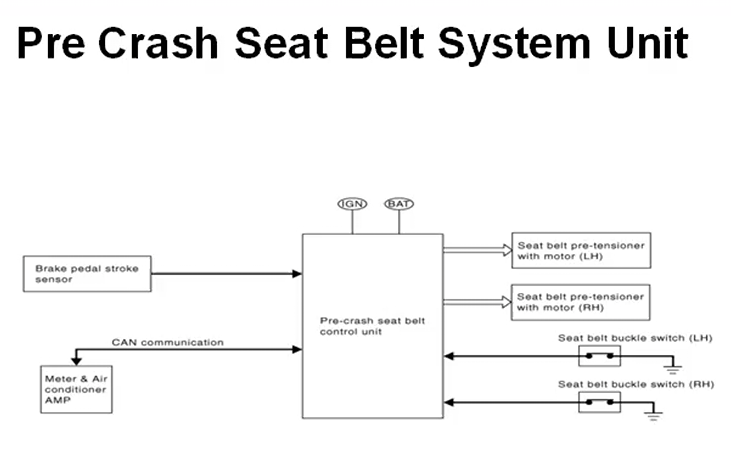 Pre Crash Seat Belt System Unit
IGN
BAT
Seat belt pre-tensioner
with motor (LH)
Brake pedal stroke
sensor
Seat belt pre-tensioner
with motor (RH)
Pre-crash seat belt
control unit
CAN communication
Seat belt buckle switch (LH)
Meter & Air
conditioner
AMP
Seat belt buckle switch (RH)